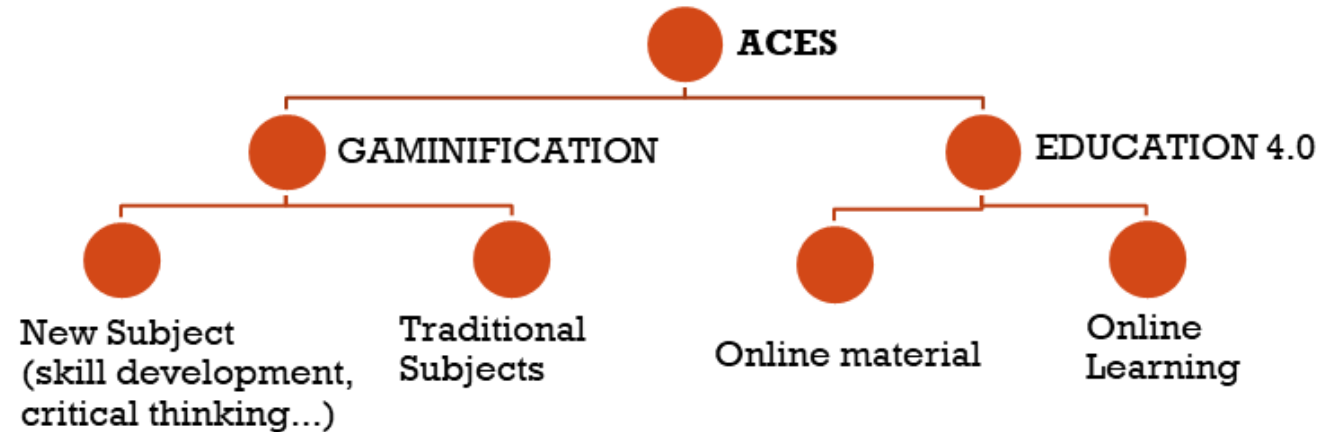 ACES
GAMINIFICATION
EDUCATION 4.0
New Subject
(skill development,
critical thinking...)
Traditional
Subjects
Online material
Online
Learning